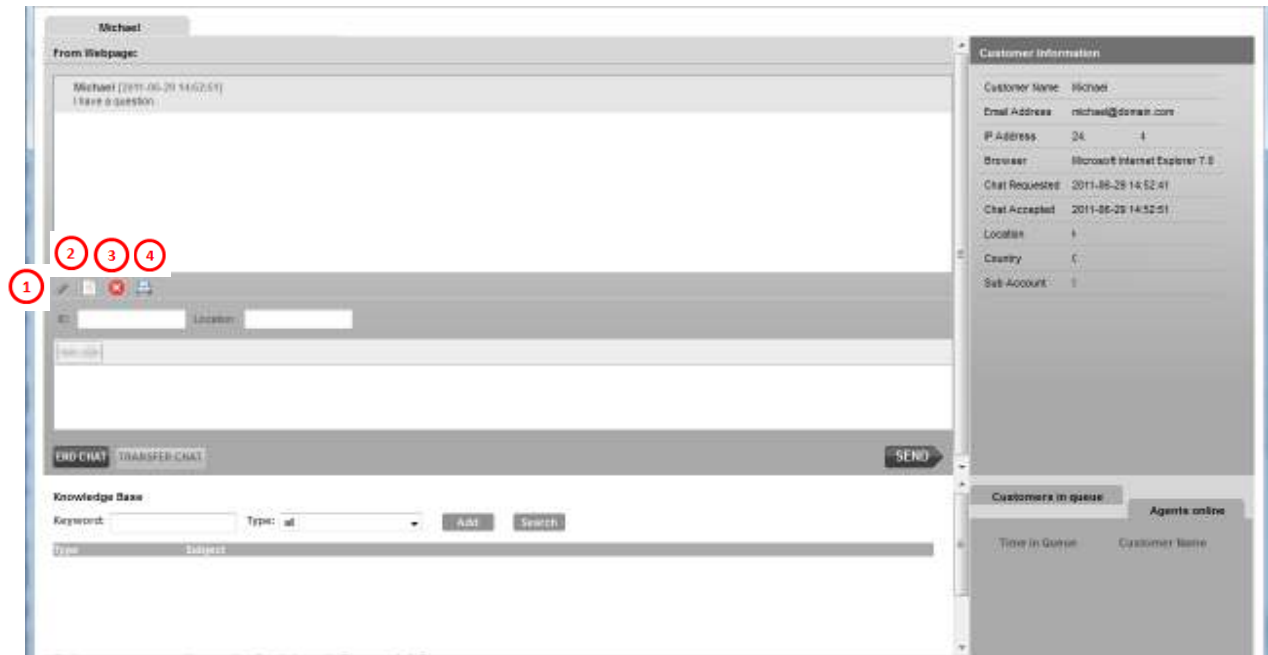 Michael
From Webpage:
Michael [2011-06-29 14:52:51]
I have a question
2 3 4
1
ID: Location:
END CHAT TRANSFER CHAT SEND
Knowledge Base
Keyword: Type: all Add Search
Type Subject
Customer Information
Customer Name Michael
Email Address michael@domain.com
IP Address 24. 4
Browser Microsoft Internet Explorer 7.0
Chat Requested 2011-06-29 14:52:41
Chat Accepted 2011-06-29 14:52:51
Location
Country
Sub Account
Customers in queue
Agents online
Time in Queue Customer Name